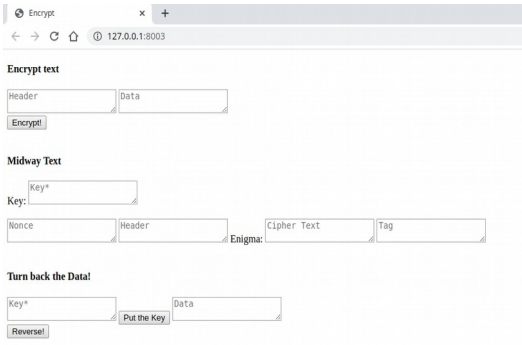 Encrypt × +
127.0.0.1:8003
Encrypt text
Header Data
Encrypt!
Midway Text
Key: Key*
Nonce Header Enigma: Cipher Text Tag
Turn back the Data!
Key* Put the Key Data
Reverse!